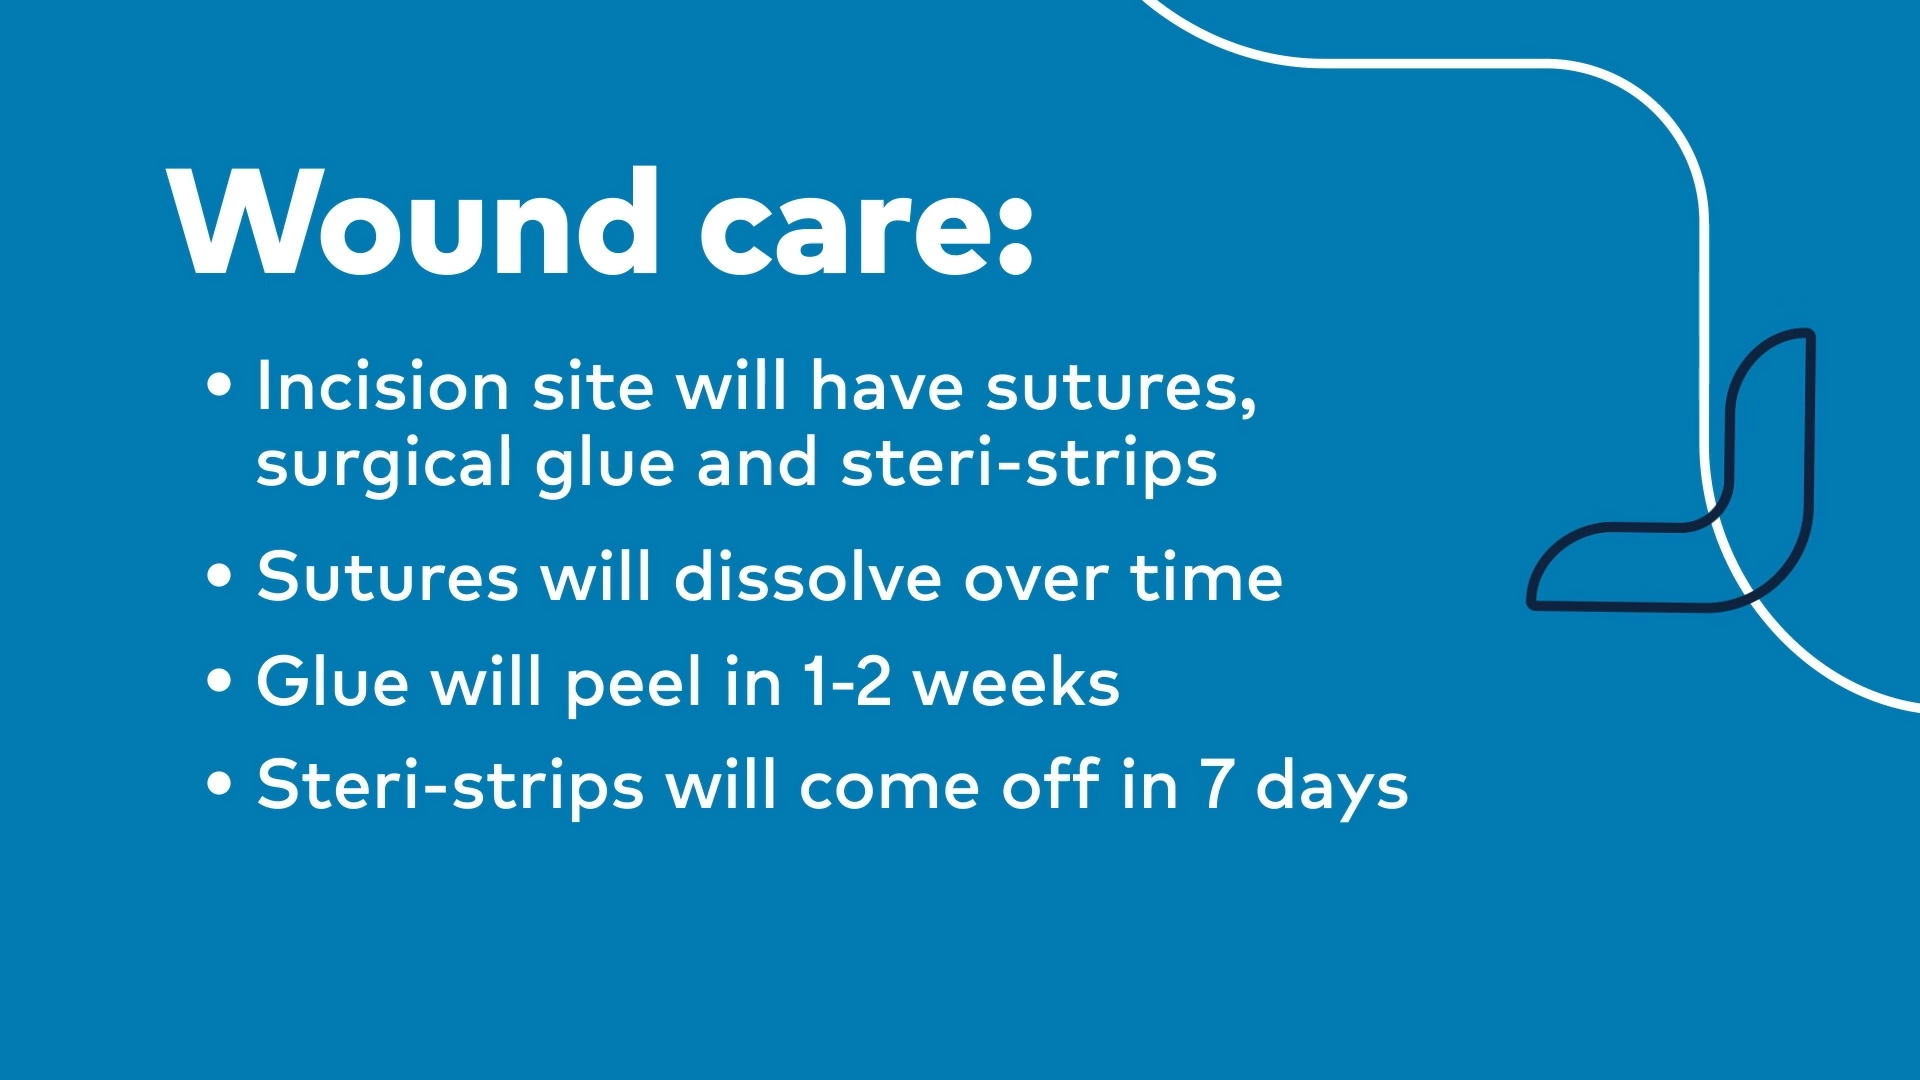 Wound care:
• Incision site will have sutures,
surgical glue and steri-strips
• Sutures will dissolve over time
• Glue will peel in 1-2 weeks
• Steri-strips will come off in 7 days